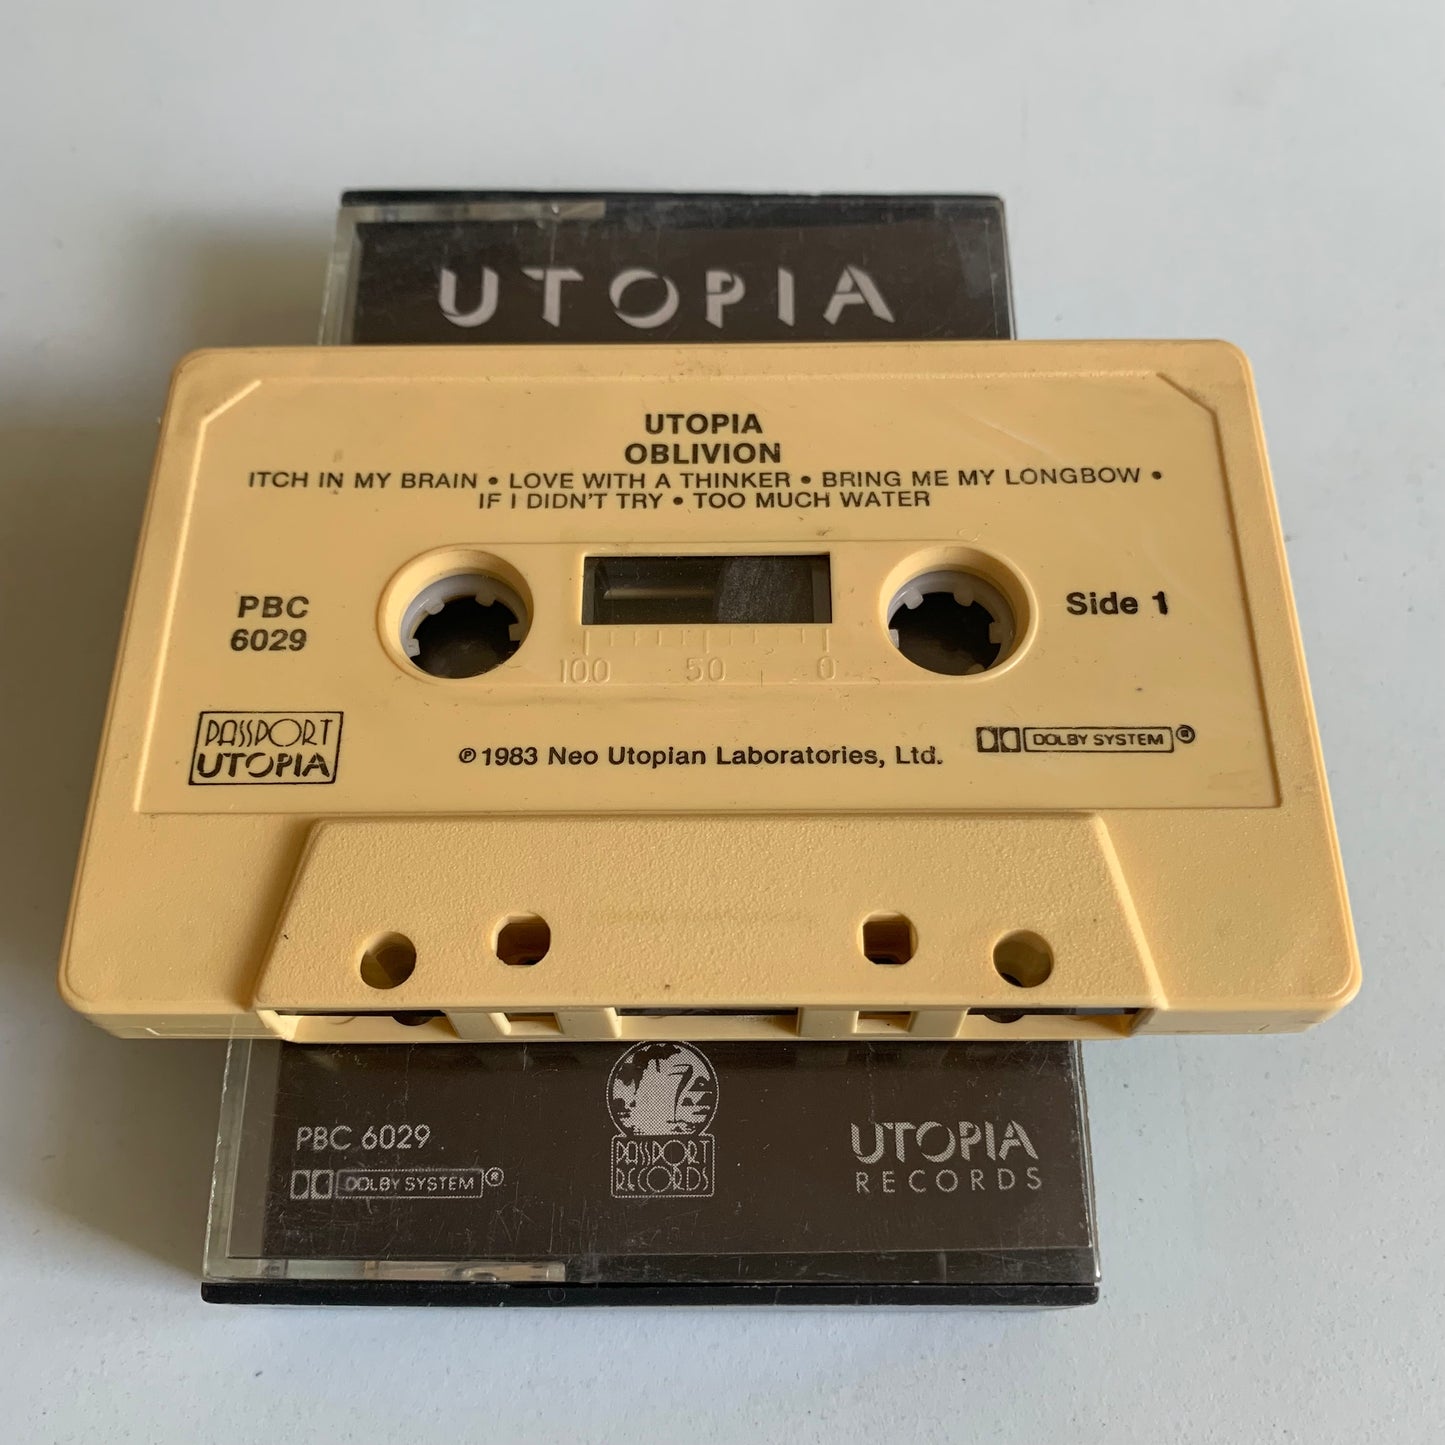 UTOPIA
UTOPIA
OBLIVION
ITCH IN MY BRAIN • LOVE WITH A THINKER • BRING ME MY LONGBOW •
IF I DIDN'T TRY • TOO MUCH WATER
PBC
6029
Side 1
100 50 0
PASSPORT
UTOPIA
℗ 1983 Neo Utopian Laboratories, Ltd.
DOLBY SYSTEM ®
PBC 6029
DOLBY SYSTEM ®
PASSPORT
RECORDS
UTOPIA
RECORDS